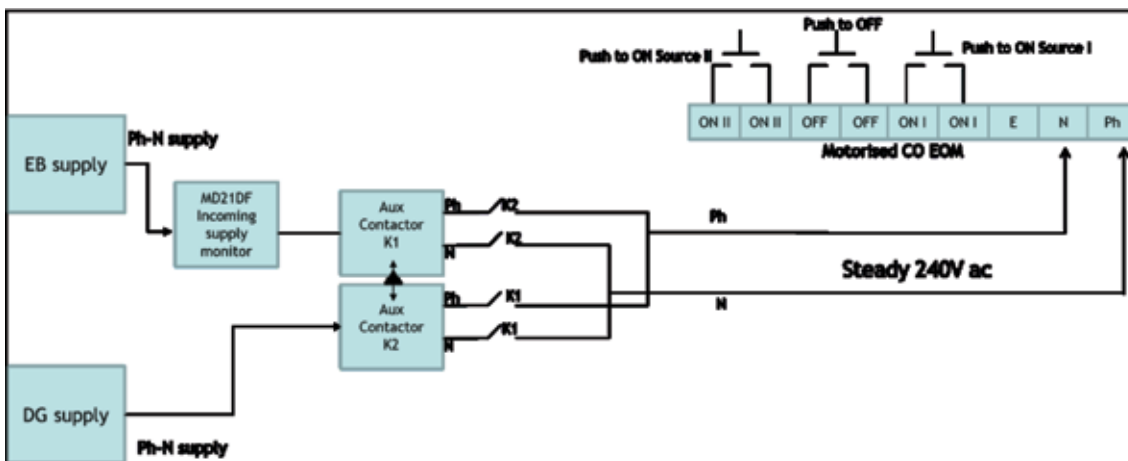 Push to OFF
Push to ON Source II
Push to ON Source I
ON II ON II OFF OFF ON I ON I E N Ph
Motorised CO EOM
EB supply
Ph-N supply
MD21DF
Incoming
supply
monitor
Aux
Contactor
K1
Ph
K2
N
K2
Ph
Steady 240V ac
N
Aux
Contactor
K2
Ph
K1
N
K1
DG supply
Ph-N supply